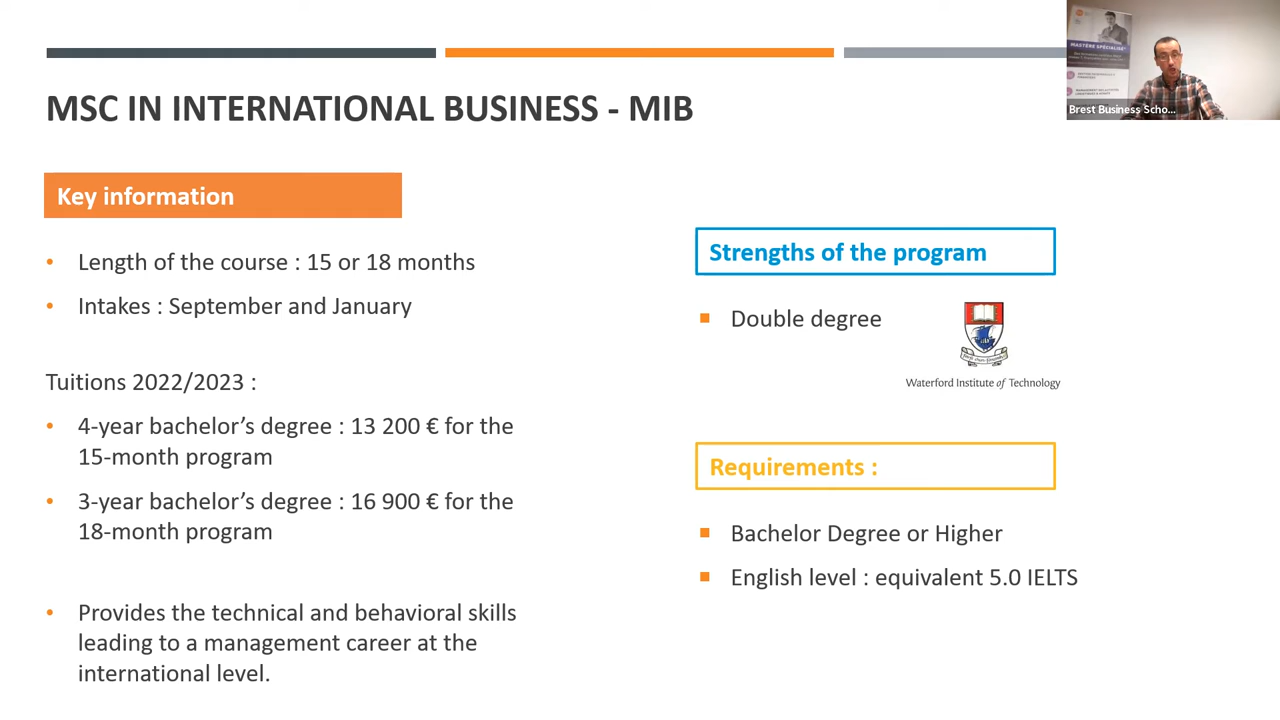 MSC IN INTERNATIONAL BUSINESS - MIB
Key information
• Length of the course : 15 or 18 months
• Intakes : September and January
Tuitions 2022/2023 :
• 4-year bachelor's degree : 13 200 € for the
15-month program
• 3-year bachelor's degree : 16 900 € for the
18-month program
• Provides the technical and behavioral skills
leading to a management career at the
international level.
Strengths of the program
Double degree
Waterford Institute of Technology
Requirements :
Bachelor Degree or Higher
English level : equivalent 5.0 IELTS
MASTÈRE SPÉCIALISÉ
Brest Business Scho...